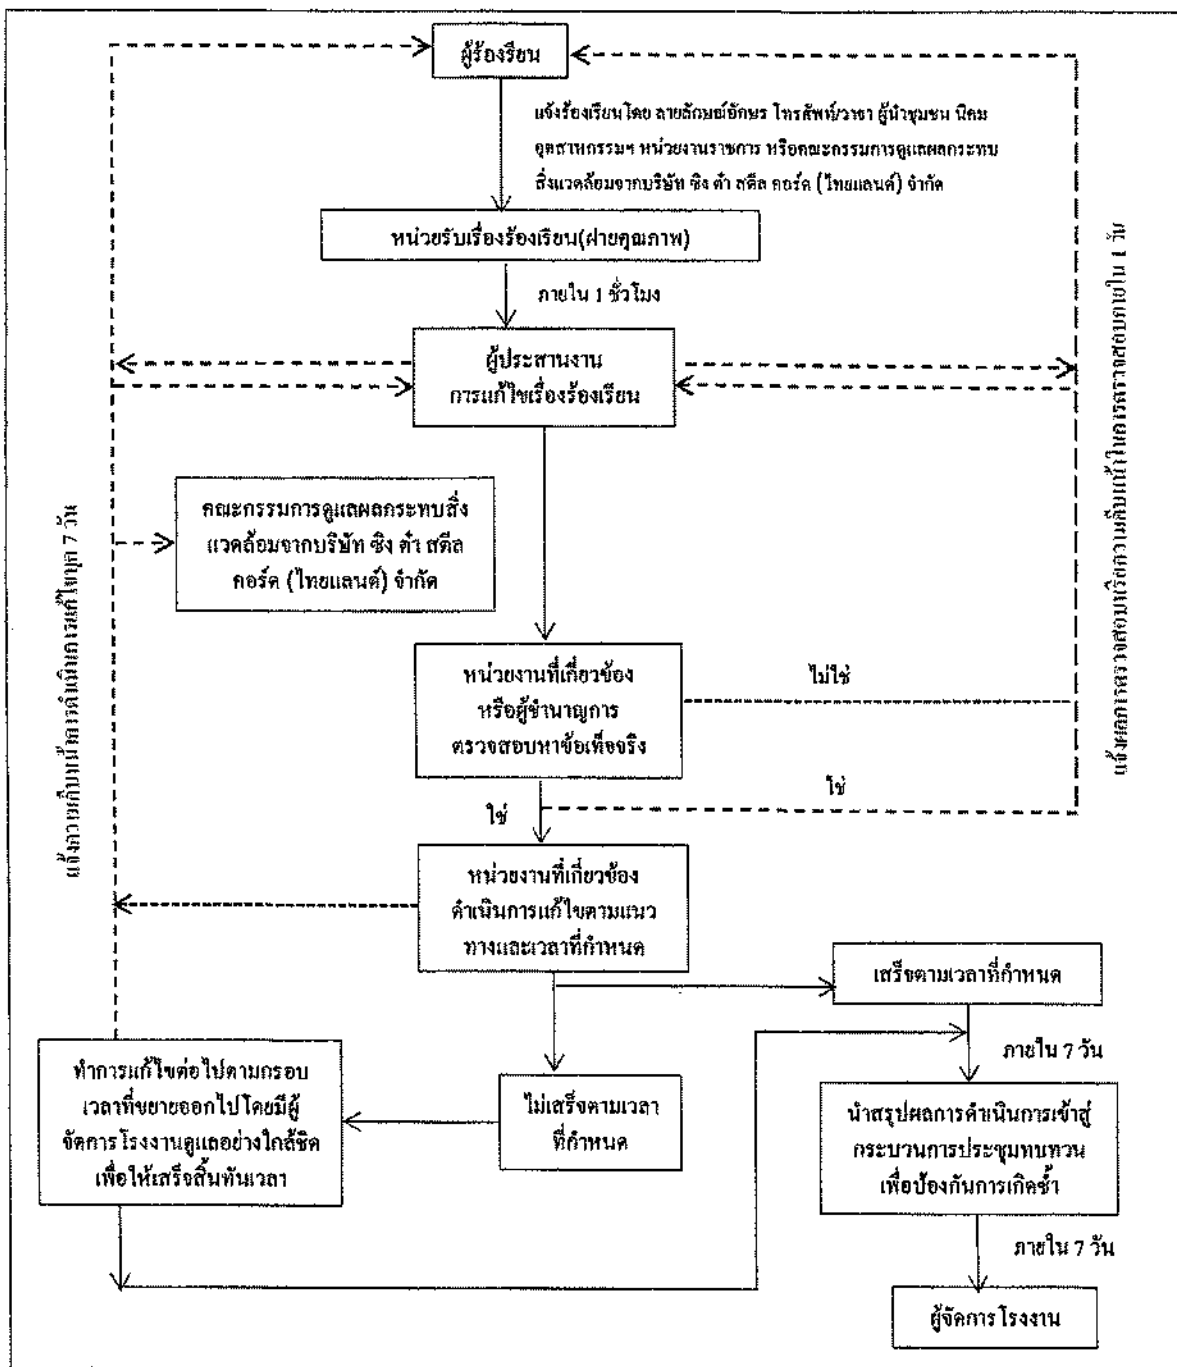 ผู้ร้องเรียน
แจ้งร้องเรียนโดย ลายลักษณ์อักษร โทรศัพท์/วาจา ผู้นำชุมชน นิคม
อุตสาหกรรมฯ หน่วยงานราชการ หรือคณะกรรมการดูแลผลกระทบ
สิ่งแวดล้อมจากบริษัท ซิง ต๋า สตีล คอร์ด (ไทยแลนด์) จำกัด
หน่วยรับเรื่องร้องเรียน(ฝ่ายคุณภาพ)
ภายใน 1 ชั่วโมง
ผู้ประสานงาน
การแก้ไขเรื่องร้องเรียน
แจ้งผลการตรวจสอบหรือความคืบหน้าในการตรวจสอบภายใน 1 วัน
คณะกรรมการดูแลผลกระทบสิ่ง
แวดล้อมจากบริษัท ซิง ต๋า สตีล
คอร์ด (ไทยแลนด์) จำกัด
แจ้งความคืบหน้าการดำเนินการแก้ไขทุก 7 วัน
หน่วยงานที่เกี่ยวข้อง
หรือผู้ชำนาญการ
ตรวจสอบหาข้อเท็จจริง
ไม่ใช่
ใช่
ใช่
หน่วยงานที่เกี่ยวข้อง
ดำเนินการแก้ไขตามแนว
ทางและเวลาที่กำหนด
เสร็จตามเวลาที่กำหนด
ภายใน 7 วัน
ทำการแก้ไขต่อไปตามกรอบ
เวลาที่ขยายออกไปโดยมีผู้
จัดการโรงงานดูแลอย่างใกล้ชิด
เพื่อให้เสร็จสิ้นทันเวลา
ไม่เสร็จตามเวลา
ที่กำหนด
นำสรุปผลการดำเนินการเข้าสู่
กระบวนการประชุมทบทวน
เพื่อป้องกันการเกิดซ้ำ
ภายใน 7 วัน
ผู้จัดการโรงงาน